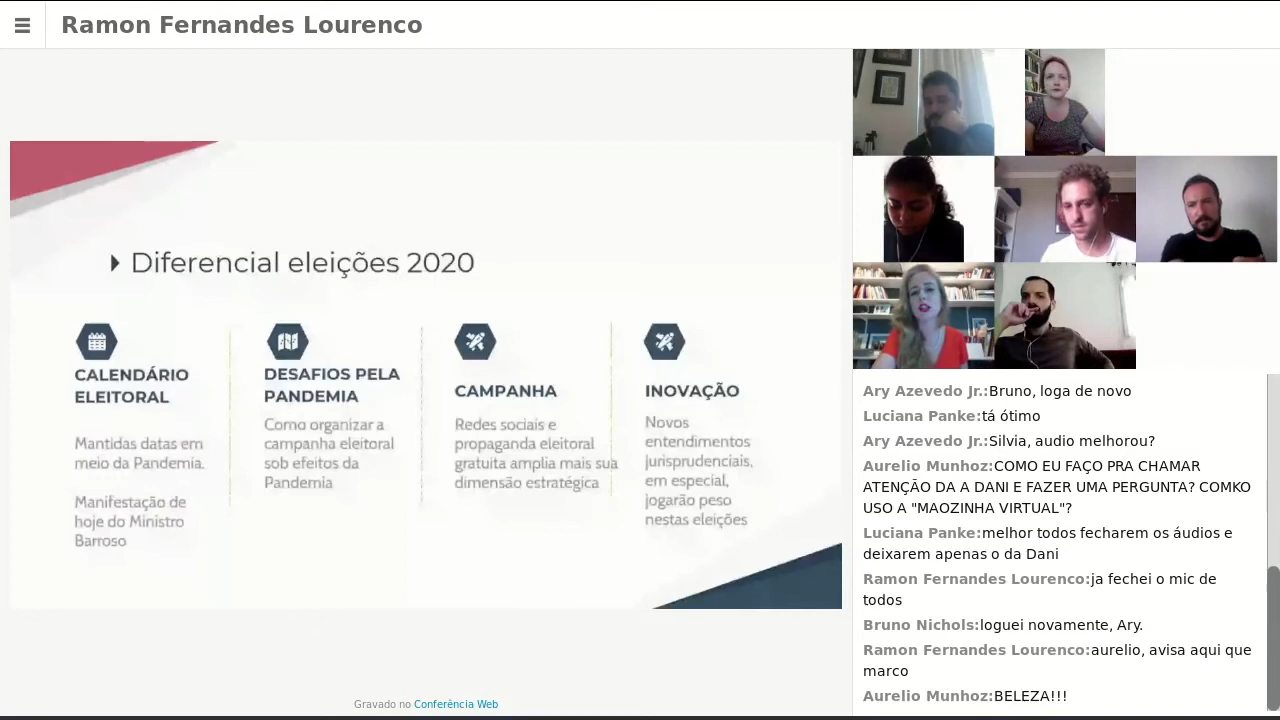 Ramon Fernandes Lourenco
Diferencial eleições 2020
CALENDÁRIO
ELEITORAL
Mantidas datas em
meio da Pandemia.
Manifestação de
hoje do Ministro
Barroso
DESAFIOS PELA
PANDEMIA
Como organizar a
campanha eleitoral
sob efeitos da
Pandemia
CAMPANHA
Redes sociais e
propaganda eleitoral
gratuita amplia mais sua
dimensão estratégica
INOVAÇÃO
Novos
entendimentos
jurisprudenciais,
em especial,
jogarão peso
nestas eleições
Gravado no Conferência Web
Ary Azevedo Jr.:Bruno, loga de novo
Luciana Panke:tá ótimo
Ary Azevedo Jr.:Silvia, audio melhorou?
Aurelio Munhoz:COMO EU FAÇO PRA CHAMAR
ATENÇÃO DA A DANI E FAZER UMA PERGUNTA? COMKO
USO A "MAOZINHA VIRTUAL"?
Luciana Panke:melhor todos fecharem os áudios e
deixarem apenas o da Dani
Ramon Fernandes Lourenco:ja fechei o mic de
todos
Bruno Nichols:loguei novamente, Ary.
Ramon Fernandes Lourenco:aurelio, avisa aqui que
marco
Aurelio Munhoz:BELEZA!!!